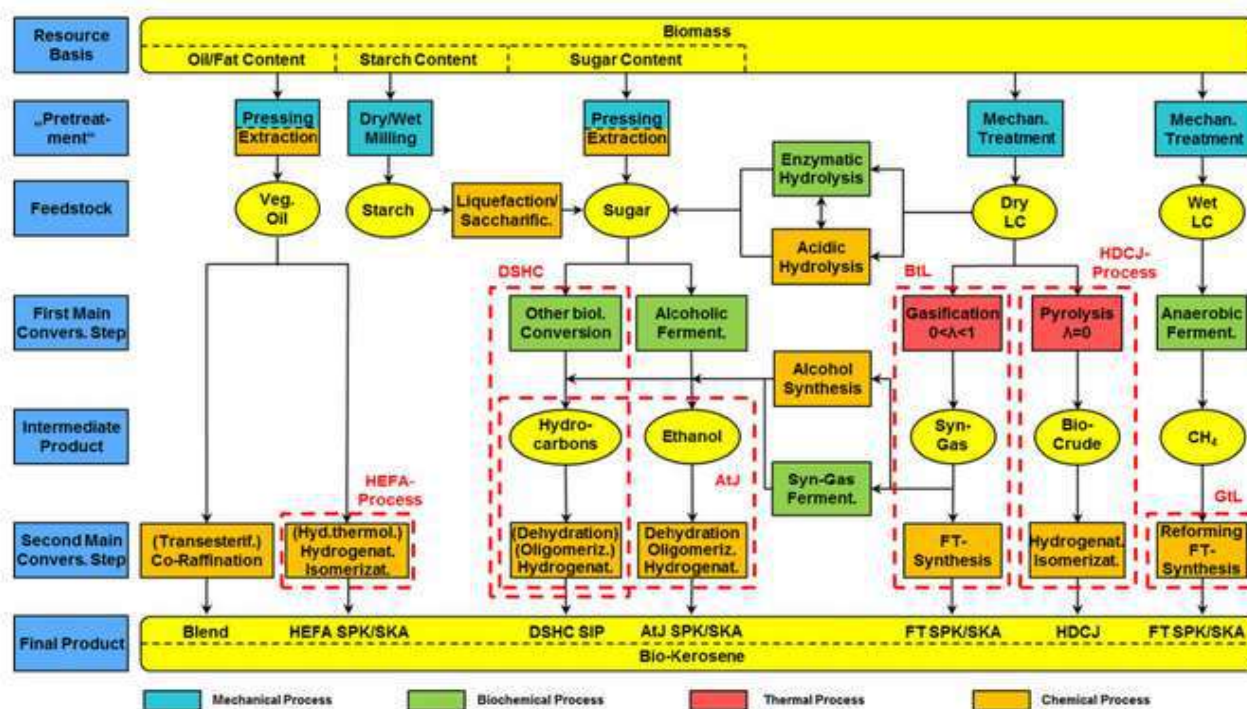 Resource
Basis
Biomass
Oil/Fat Content
Starch Content
Sugar Content
„Pretreat-
ment“
Pressing
Extraction
Dry/Wet
Milling
Pressing
Extraction
Mechan.
Treatment
Mechan.
Treatment
Enzymatic
Hydrolysis
Feedstock
Veg.
Oil
Starch
Liquefaction/
Saccharific.
Sugar
Dry
LC
Wet
LC
Acidic
Hydrolysis
DSHC
BtL
HDCJ-
Process
First Main
Convers. Step
Other biol.
Conversion
Alcoholic
Ferment.
Gasification
0<Λ<1
Pyrolysis
Λ=0
Anaerobic
Ferment.
Alcohol
Synthesis
Intermediate
Product
Hydro-
carbons
Ethanol
Syn-
Gas
Bio-
Crude
CH₄
HEFA-
Process
AtJ
Syn-Gas
Ferment.
GtL
Second Main
Convers. Step
(Transesterif.)
Co-Raffination
(Hyd.thermol.)
Hydrogenat.
Isomerizat.
(Dehydration)
(Oligomeriz.)
Hydrogenat.
Dehydration
Oligomeriz.
Hydrogenat.
FT-
Synthesis
Hydrogenat.
Isomerizat.
Reforming
FT-
Synthesis
Final Product
Blend
HEFA SPK/SKA
DSHC SIP
AtJ SPK/SKA
FT SPK/SKA
HDCJ
FT SPK/SKA
Bio-Kerosene
Mechanical Process
Biochemical Process
Thermal Process
Chemical Process